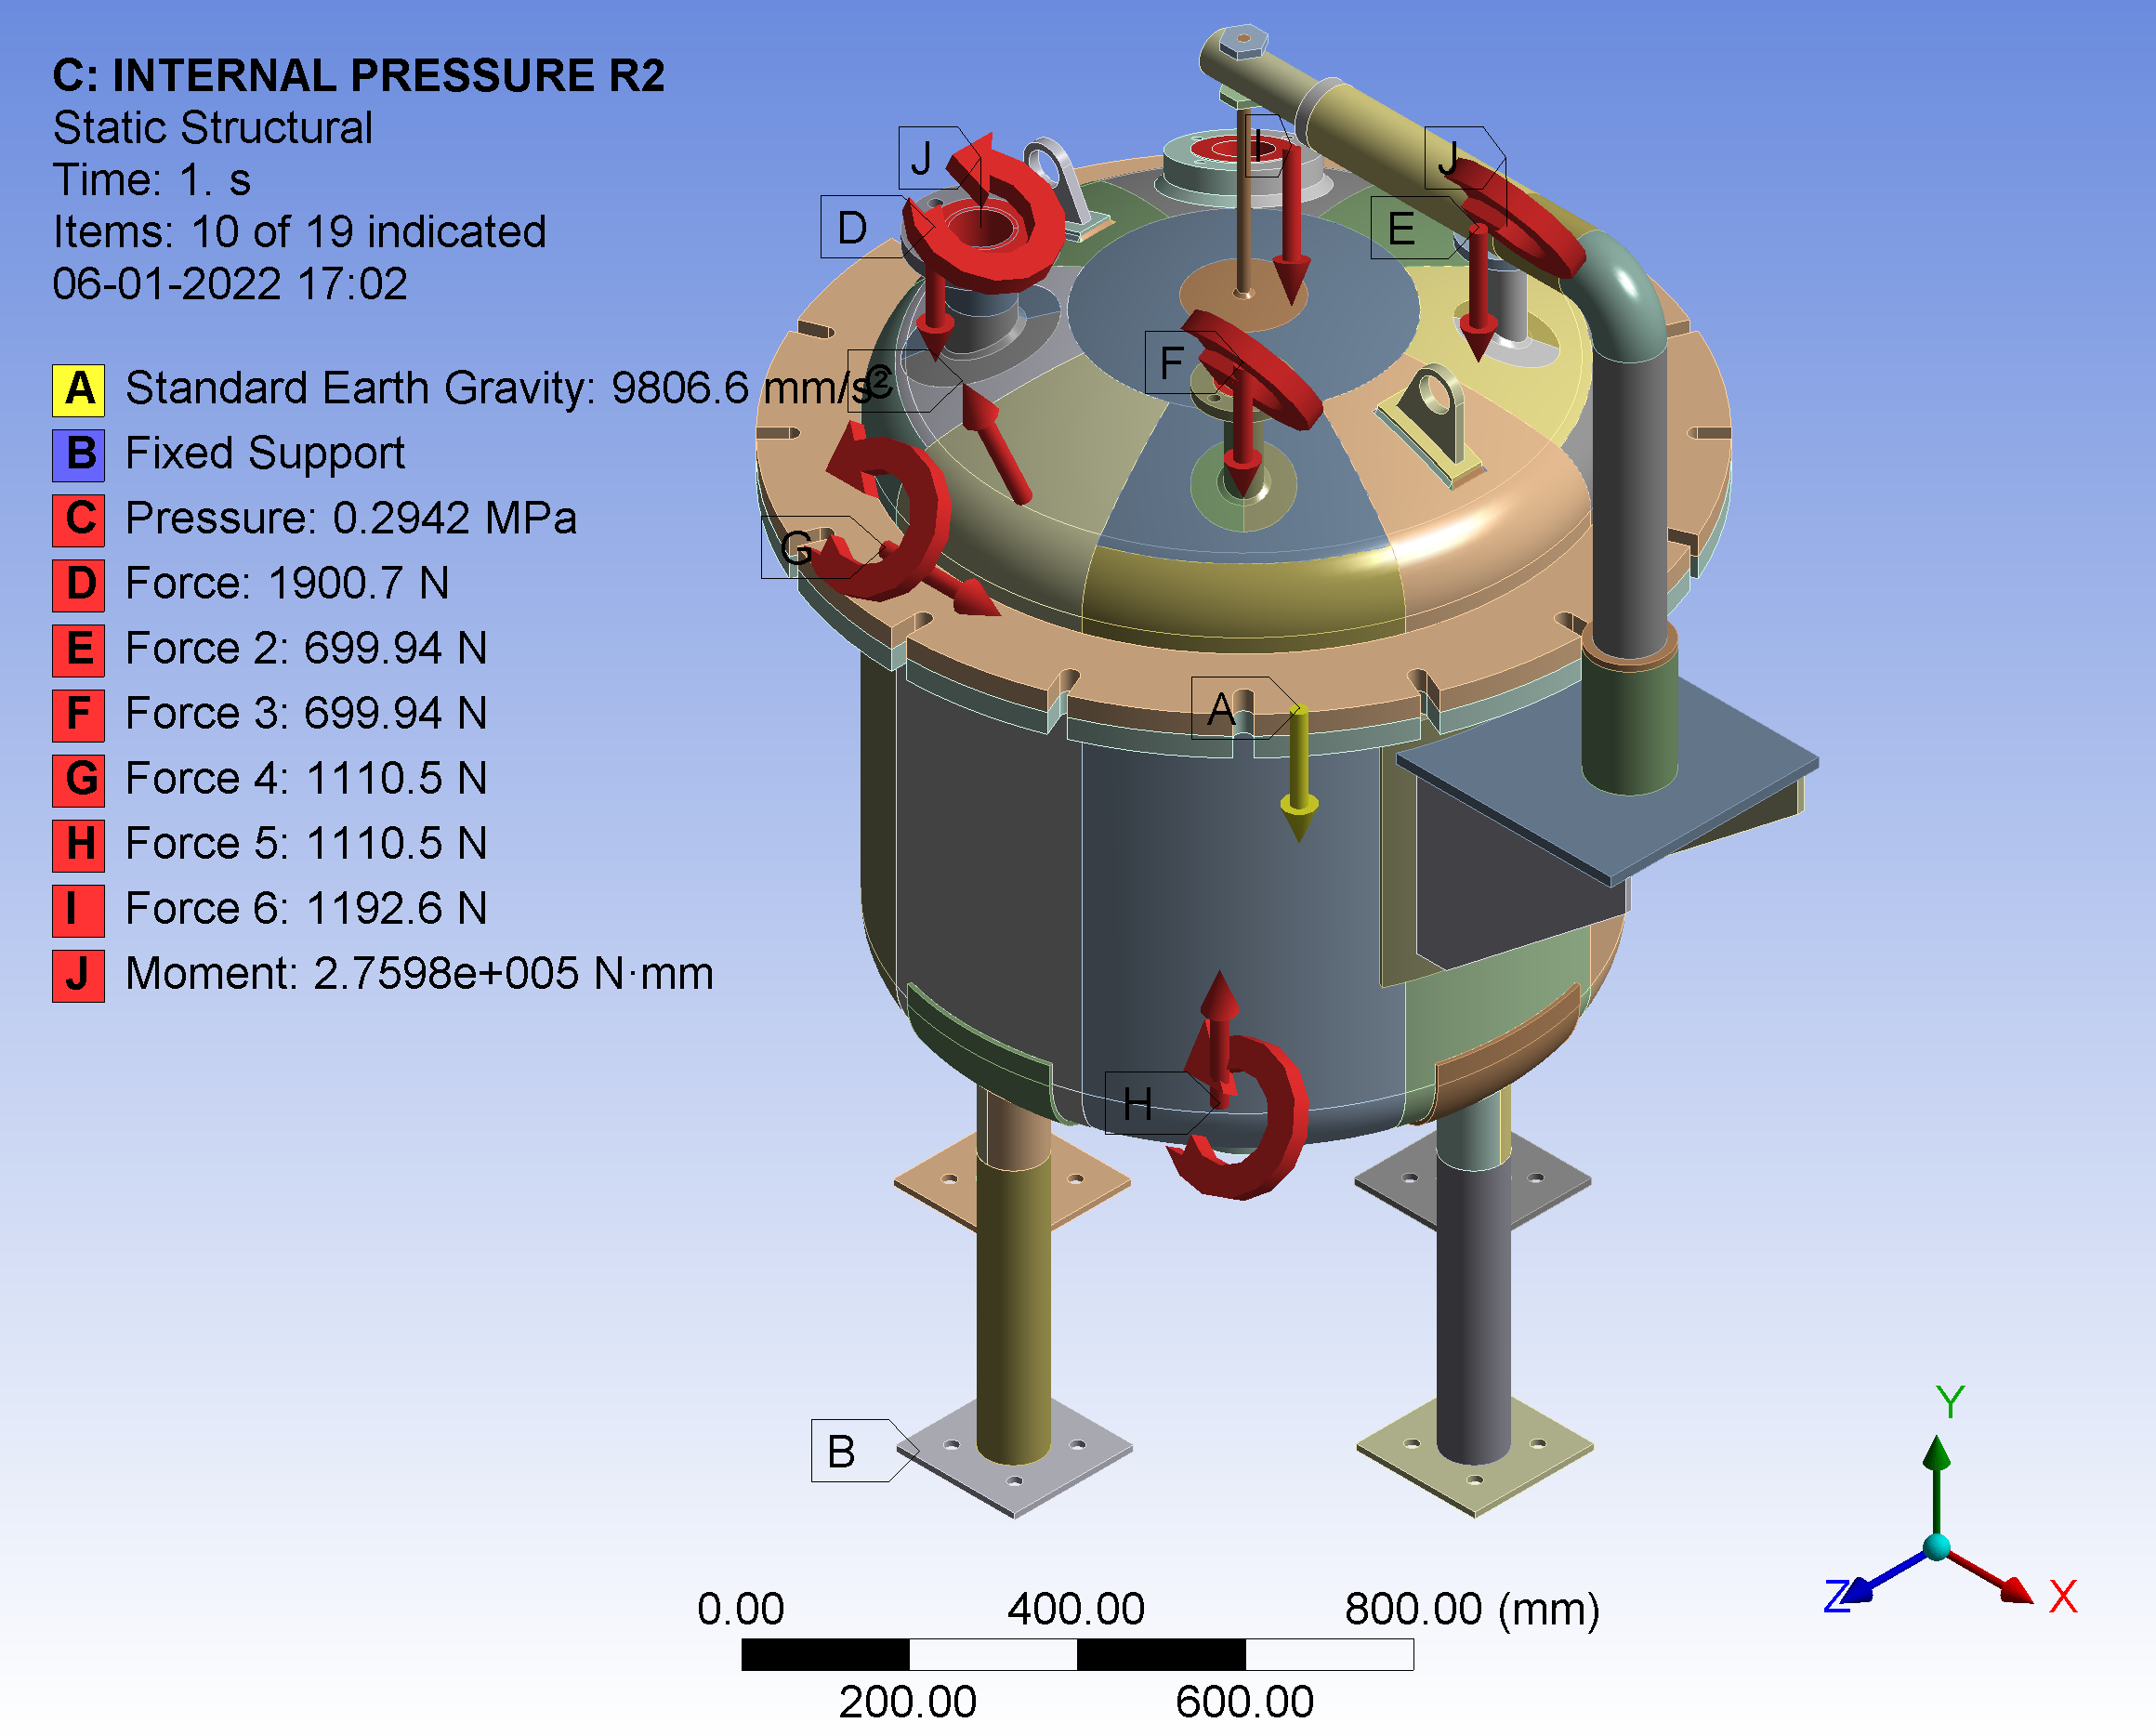 C: INTERNAL PRESSURE R2
Static Structural
Time: 1. s
Items: 10 of 19 indicated
06-01-2022 17:02
A Standard Earth Gravity: 9806.6 mm/s²
B Fixed Support
C Pressure: 0.2942 MPa
D Force: 1900.7 N
E Force 2: 699.94 N
F Force 3: 699.94 N
G Force 4: 1110.5 N
H Force 5: 1110.5 N
I Force 6: 1192.6 N
J Moment: 2.7598e+005 N·mm
J
I
J
D
E
F
C
G
A
H
B
Y
Z
X
0.00 400.00 800.00 (mm)
200.00 600.00